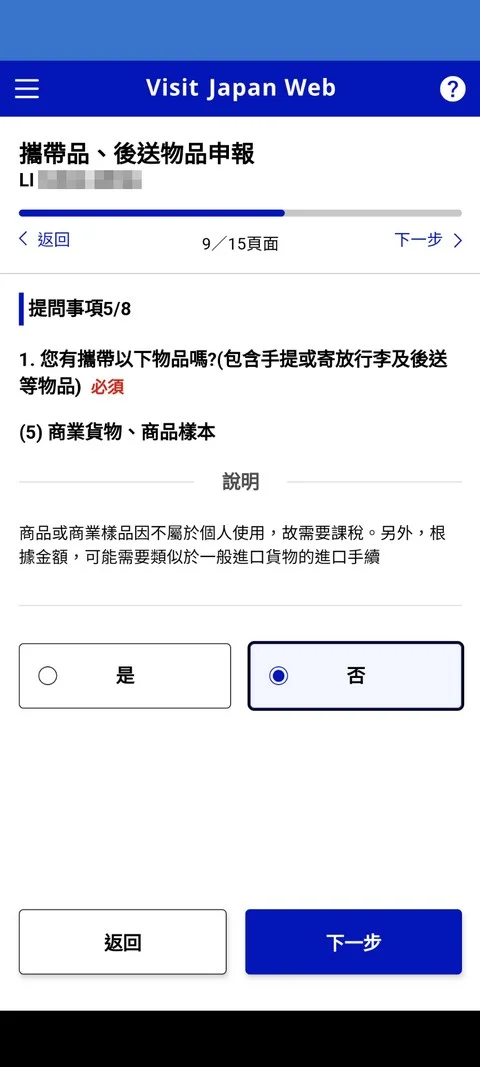 Visit Japan Web
?
攜帶品、後送物品申報
LI
返回
9／15頁面
下一步
提問事項5/8
1. 您有攜帶以下物品嗎?(包含手提或寄放行李及後送
等物品) 必須
(5) 商業貨物、商品樣本
說明
商品或商業樣品因不屬於個人使用，故需要課稅。另外，根
據金額，可能需要類似於一般進口貨物的進口手續
是
否
返回
下一步